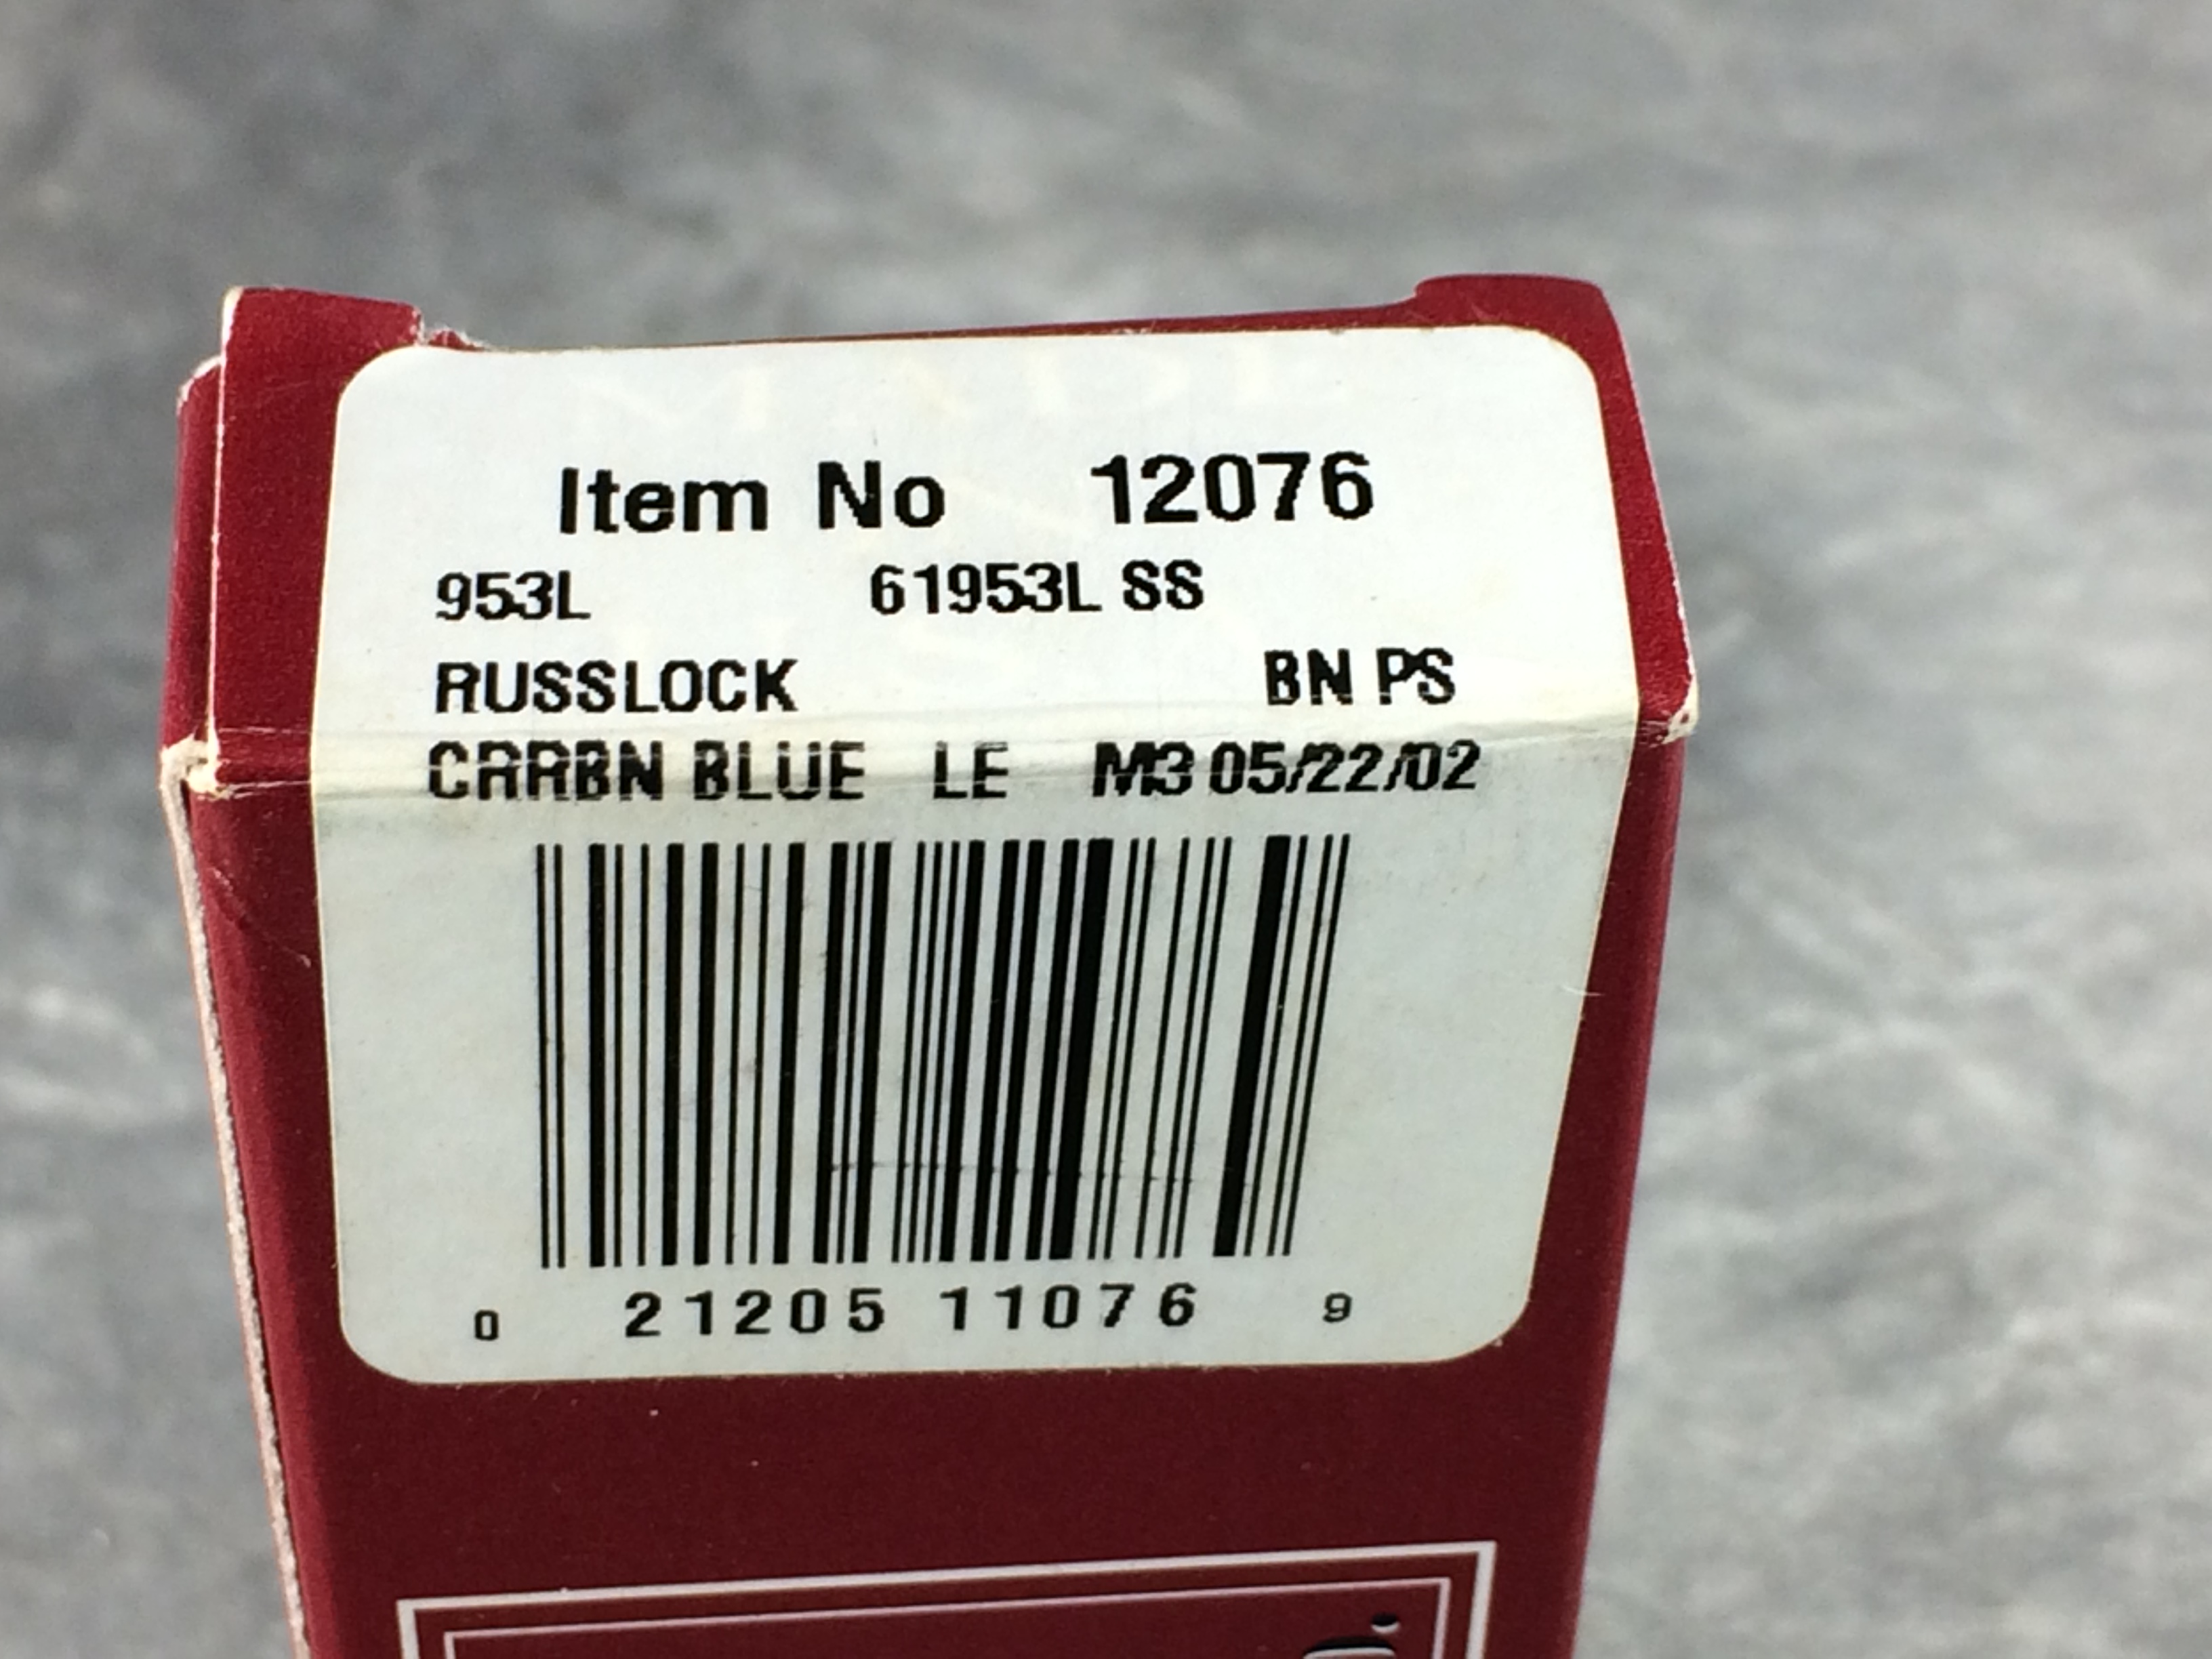 Item No 12076
953L 61953L SS
RUSSLOCK BN PS
CRRBN BLUE LE M3 05/22/02
0 21205 11076 9